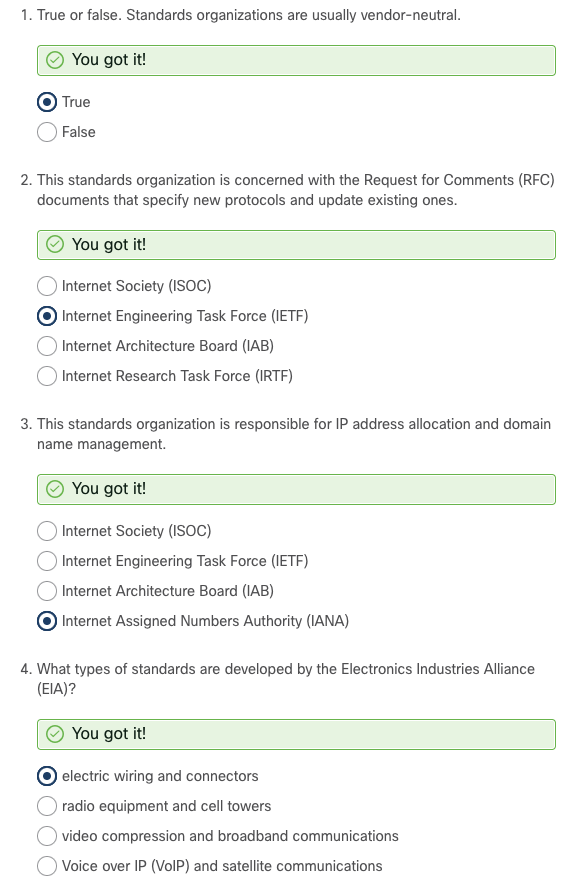 1. True or false. Standards organizations are usually vendor-neutral.
You got it!
True
False
2. This standards organization is concerned with the Request for Comments (RFC)
documents that specify new protocols and update existing ones.
You got it!
Internet Society (ISOC)
Internet Engineering Task Force (IETF)
Internet Architecture Board (IAB)
Internet Research Task Force (IRTF)
3. This standards organization is responsible for IP address allocation and domain
name management.
You got it!
Internet Society (ISOC)
Internet Engineering Task Force (IETF)
Internet Architecture Board (IAB)
Internet Assigned Numbers Authority (IANA)
4. What types of standards are developed by the Electronics Industries Alliance
(EIA)?
You got it!
electric wiring and connectors
radio equipment and cell towers
video compression and broadband communications
Voice over IP (VoIP) and satellite communications